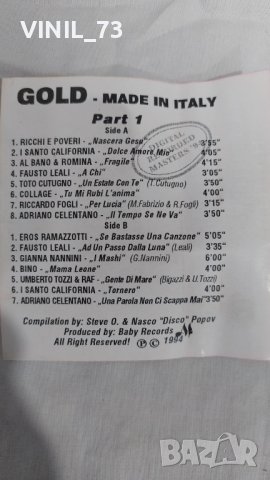 VINIL_73
GOLD - MADE IN ITALY
Part 1
Side A
DIGITAL
MASTERS
1. RICCHI E POVERI - „Nascera Gesu" 3'55"
2. I SANTO CALIFORNIA - „Dolce Amore Mio" 4'05"
3. AL BANO & ROMINA - „Fragile" 4'15"
4. FAUSTO LEALI - „A Chi" 3'05"
5. TOTO CUTUGNO - „Un Estate Con Te" (T.Cutugno) 3'50"
6. COLLAGE - „Tu Mi Rubi L'anima" 4'00"
7. RICCARDO FOGLI - „Per Lucia" (M.Fabrizio & R.Fogli) 3'15"
8. ADRIANO CELENTANO - „Il Tempo Se Ne Va" 3'50"
Side B
1. EROS RAMAZZOTTI - „Se Bastasse Una Canzone" 5'05"
2. FAUSTO LEALI - „Ad Un Passo Dalla Luna" (Leali) 3'35"
3. GIANNA NANNINI - „I Mashi" (G.Nannini) 6'00"
4. BINO - „Mama Leone" 4'00"
5. UMBERTO TOZZI & RAF - „Gente Di Mare" (Bigazzi & U.Tozzi)
6. I SANTO CALIFORNIA - „Tornero" 4'00"
7. ADRIANO CELENTANO - „Una Parola Non Ci Scappa Mai" 3'50"
Compilation by: Steve O. & Nasco "Disco" Popov
Produced by: Baby Records
All Right Reserved! ℗ © 1994
BAZAR